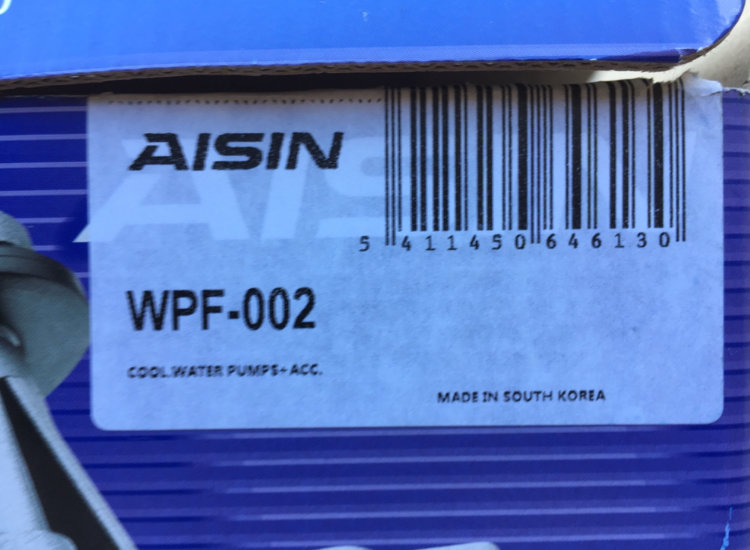 AISIN
5 411450 646130
WPF-002
COOL.WATER PUMPS+ ACC.
MADE IN SOUTH KOREA